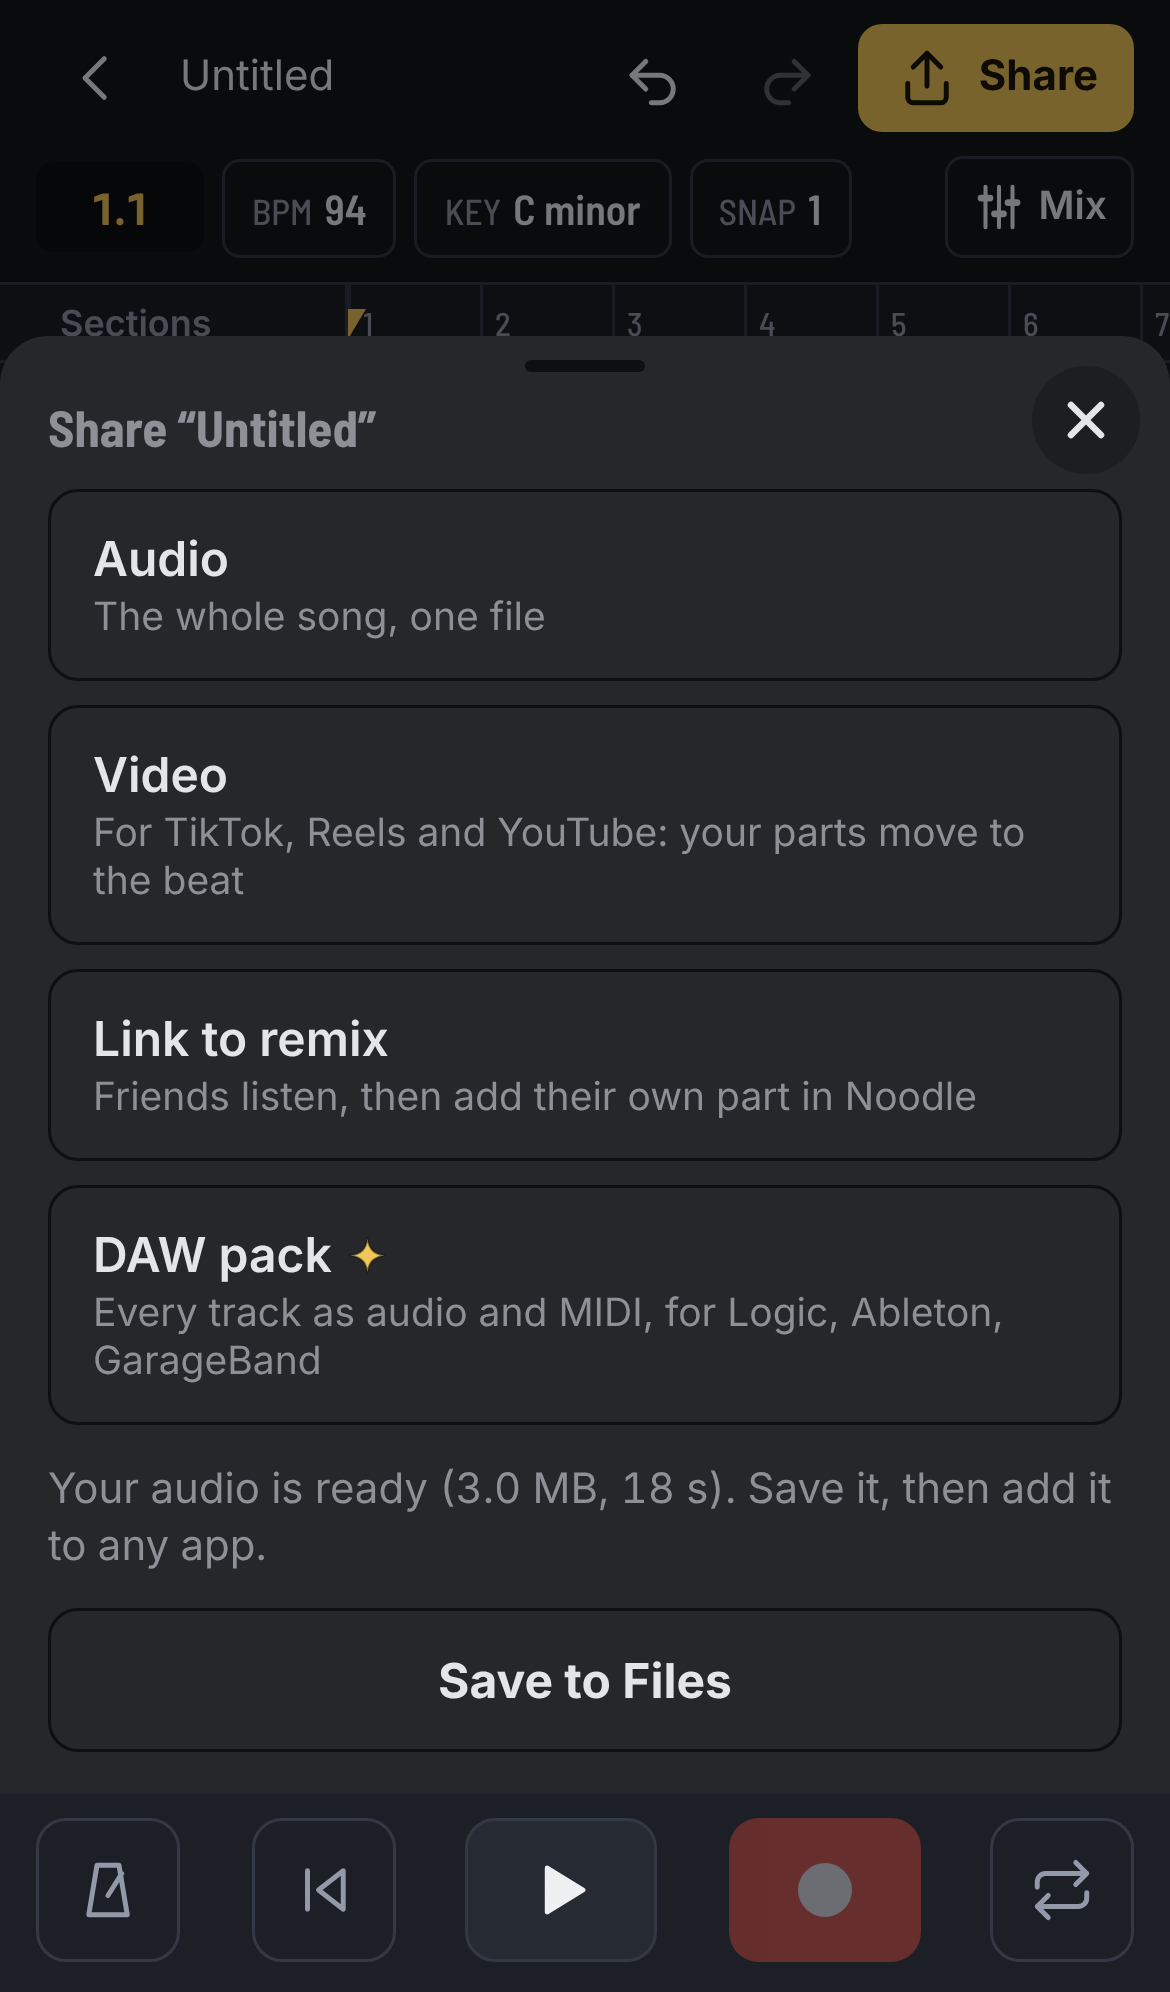 Untitled
Share
1.1
BPM 94
KEY C minor
SNAP 1
Mix
Sections
1
2
3
4
5
6
7
Share “Untitled”
Audio
The whole song, one file
Video
For TikTok, Reels and YouTube: your parts move to
the beat
Link to remix
Friends listen, then add their own part in Noodle
DAW pack
Every track as audio and MIDI, for Logic, Ableton,
GarageBand
Your audio is ready (3.0 MB, 18 s). Save it, then add it
to any app.
Save to Files